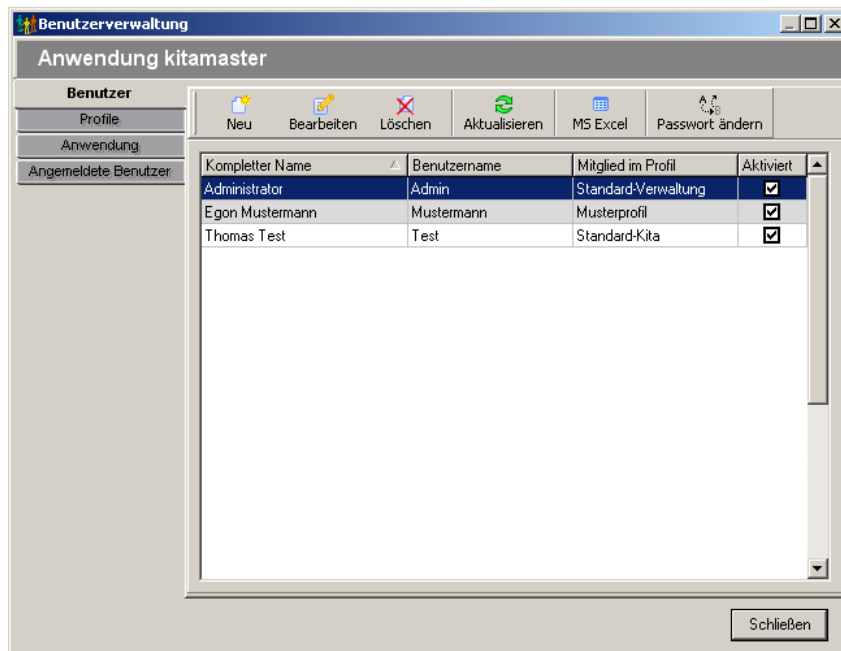 Benutzerverwaltung
Anwendung kitamaster
Benutzer
Profile
Anwendung
Angemeldete Benutzer
Neu Bearbeiten Löschen Aktualisieren MS Excel Passwort ändern
Kompletter Name Benutzername Mitglied im Profil Aktiviert
Administrator Admin Standard-Verwaltung
Egon Mustermann Mustermann Musterprofil
Thomas Test Test Standard-Kita
Schließen